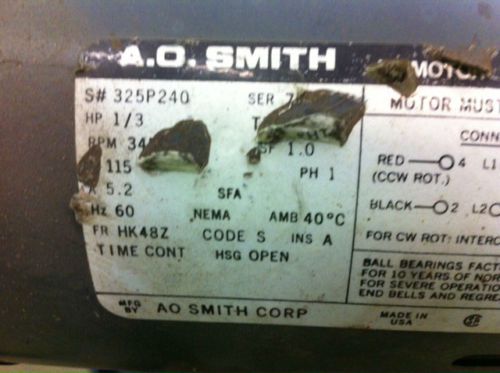 A.O. SMITH
MOTOR
S# 325P240 SER
HP 1/3
RPM 34
115 SF 1.0
5.2 PH 1
SFA
Hz 60 NEMA AMB 40°C
FR HK48Z CODE S INS A
TIME CONT HSG OPEN
MFG BY AO SMITH CORP
MOTOR MUST
CONN
RED 4 L1
(CCW ROT.)
BLACK 2 L2
FOR CW ROT: INTERC
BALL BEARINGS FACT
FOR 10 YEARS OF NOR
FOR SEVERE OPERATIO
END BELLS AND REGRE
MADE IN
USA